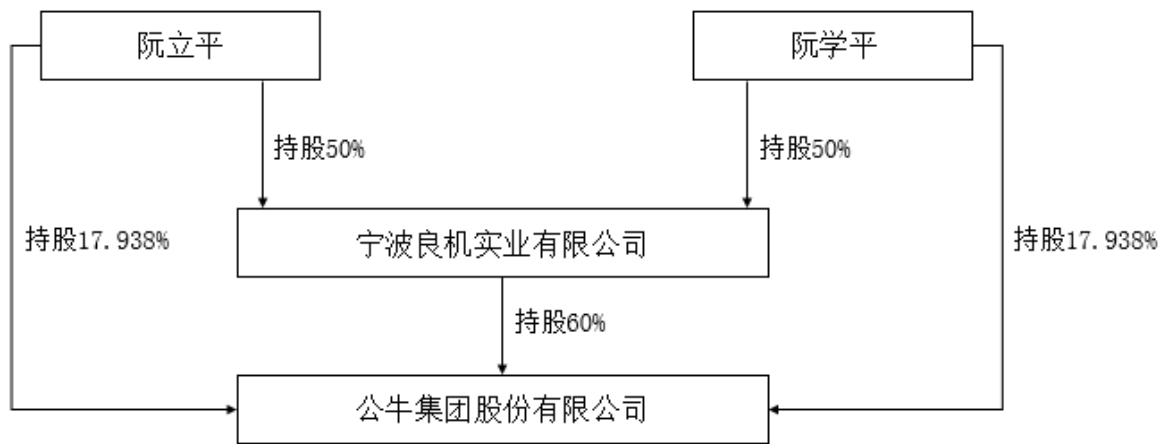 阮立平
阮学平
持股50%
持股50%
持股17.938%
宁波良机实业有限公司
持股17.938%
持股60%
公牛集团股份有限公司